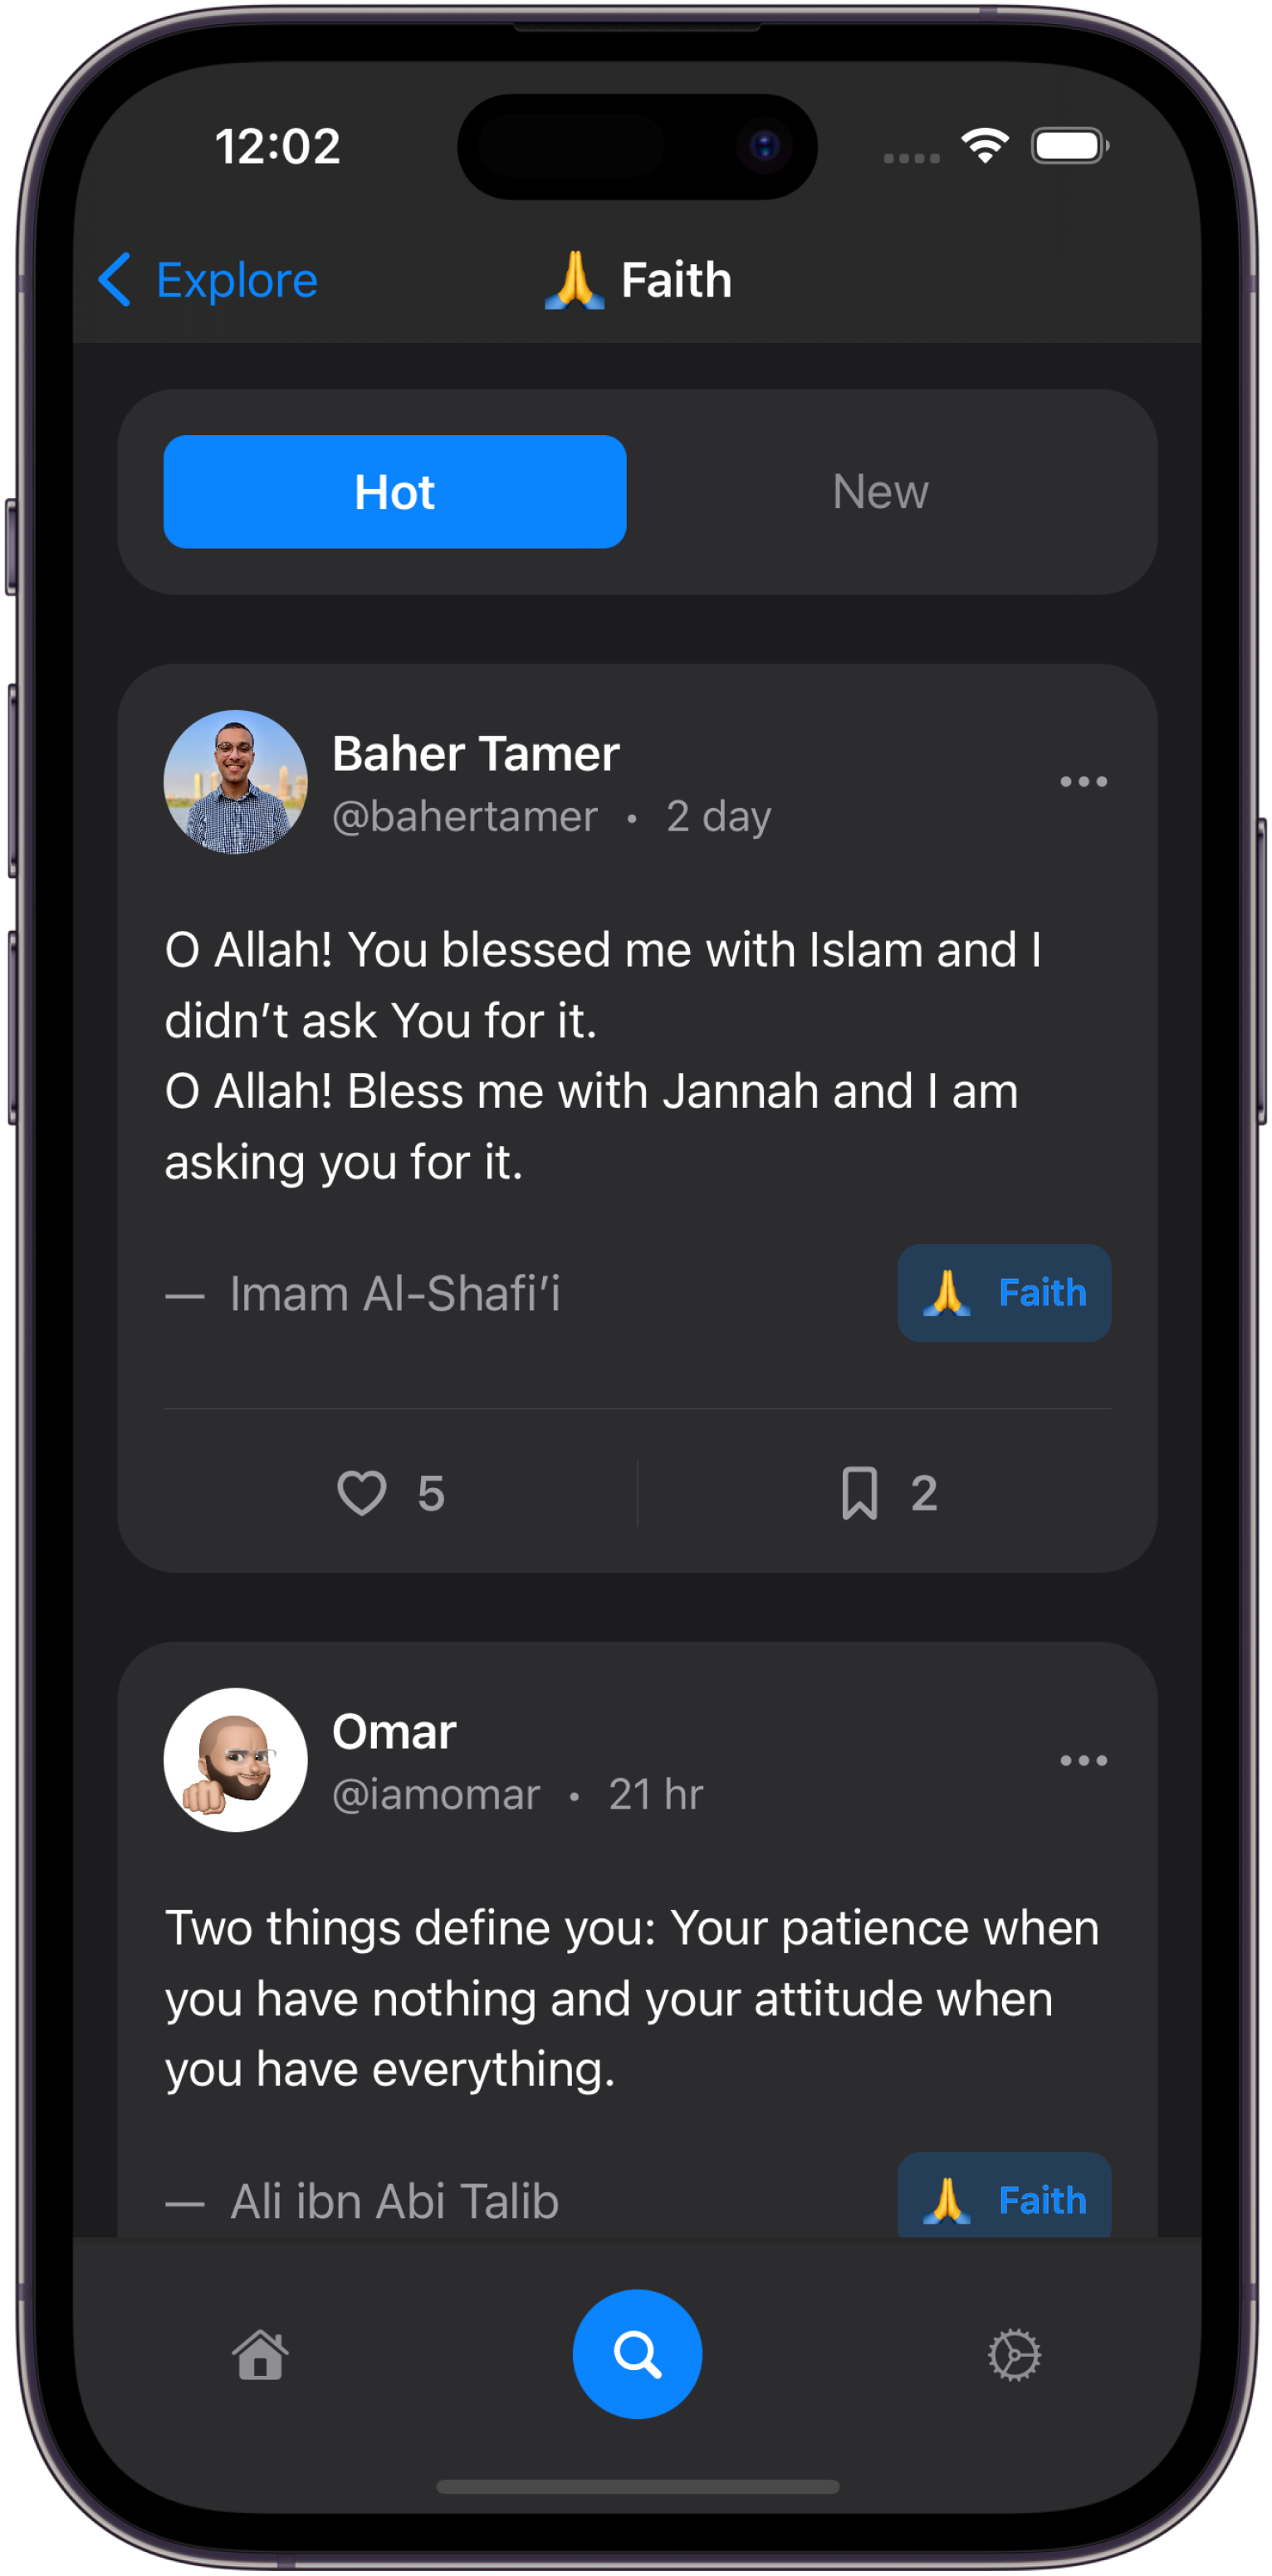 12:02
Explore
🙏 Faith
Hot
New
Baher Tamer
@bahertamer • 2 day
O Allah! You blessed me with Islam and I
didn’t ask You for it.
O Allah! Bless me with Jannah and I am
asking you for it.
— Imam Al-Shafi’i
🙏 Faith
5
2
Omar
@iamomar • 21 hr
Two things define you: Your patience when
you have nothing and your attitude when
you have everything.
— Ali ibn Abi Talib
🙏 Faith